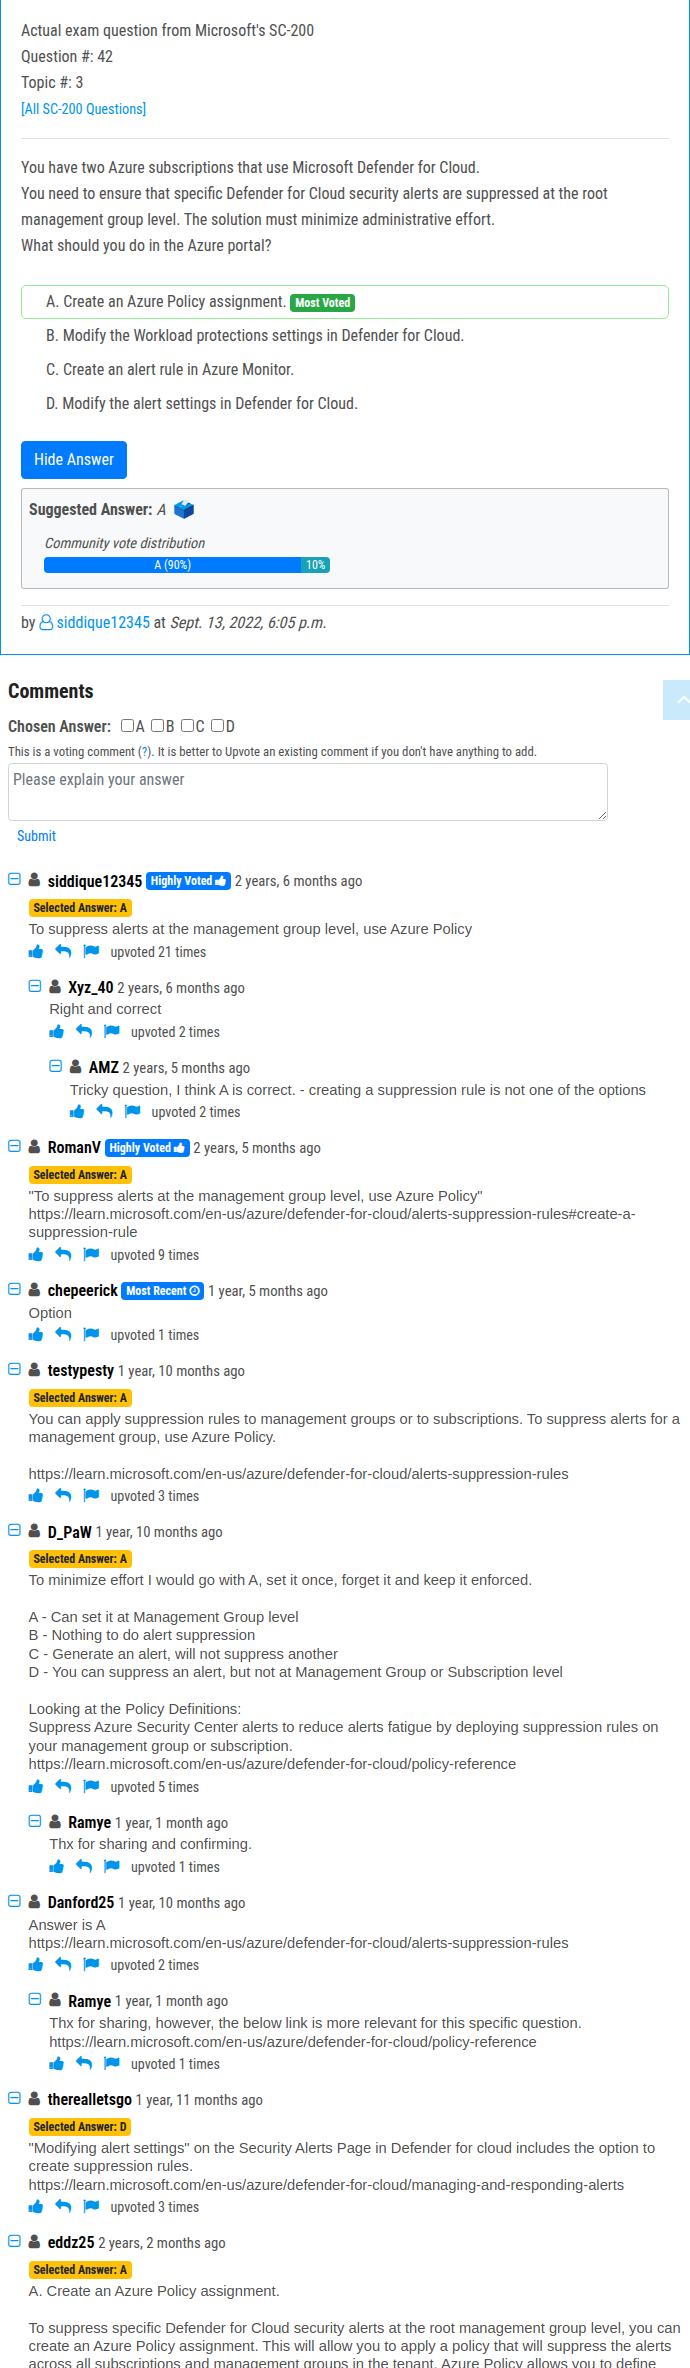 Actual exam question from Microsoft's SC-200
Question #: 42
Topic #: 3
[All SC-200 Questions]
You have two Azure subscriptions that use Microsoft Defender for Cloud.
You need to ensure that specific Defender for Cloud security alerts are suppressed at the root
management group level. The solution must minimize administrative effort.
What should you do in the Azure portal?
A. Create an Azure Policy assignment. Most Voted
B. Modify the Workload protections settings in Defender for Cloud.
C. Create an alert rule in Azure Monitor.
D. Modify the alert settings in Defender for Cloud.
Hide Answer
Suggested Answer: A
Community vote distribution
A (90%) 10%
by siddique12345 at Sept. 13, 2022, 6:05 p.m.
Comments
Chosen Answer: A B C D
This is a voting comment (?). It is better to Upvote an existing comment if you don't have anything to add.
Please explain your answer
Submit
siddique12345 Highly Voted 2 years, 6 months ago
Selected Answer: A
To suppress alerts at the management group level, use Azure Policy
upvoted 21 times
Xyz_40 2 years, 6 months ago
Right and correct
upvoted 2 times
AMZ 2 years, 5 months ago
Tricky question, I think A is correct. - creating a suppression rule is not one of the options
upvoted 2 times
RomanV Highly Voted 2 years, 5 months ago
Selected Answer: A
"To suppress alerts at the management group level, use Azure Policy"
https://learn.microsoft.com/en-us/azure/defender-for-cloud/alerts-suppression-rules#create-a-
suppression-rule
upvoted 9 times
chepeerick Most Recent 1 year, 5 months ago
Option
upvoted 1 times
testypesty 1 year, 10 months ago
Selected Answer: A
You can apply suppression rules to management groups or to subscriptions. To suppress alerts for a
management group, use Azure Policy.
https://learn.microsoft.com/en-us/azure/defender-for-cloud/alerts-suppression-rules
upvoted 3 times
D_PaW 1 year, 10 months ago
Selected Answer: A
To minimize effort I would go with A, set it once, forget it and keep it enforced.
A - Can set it at Management Group level
B - Nothing to do alert suppression
C - Generate an alert, will not suppress another
D - You can suppress an alert, but not at Management Group or Subscription level
Looking at the Policy Definitions:
Suppress Azure Security Center alerts to reduce alerts fatigue by deploying suppression rules on
your management group or subscription.
https://learn.microsoft.com/en-us/azure/defender-for-cloud/policy-reference
upvoted 5 times
Ramye 1 year, 1 month ago
Thx for sharing and confirming.
upvoted 1 times
Danford25 1 year, 10 months ago
Answer is A
https://learn.microsoft.com/en-us/azure/defender-for-cloud/alerts-suppression-rules
upvoted 2 times
Ramye 1 year, 1 month ago
Thx for sharing, however, the below link is more relevant for this specific question.
https://learn.microsoft.com/en-us/azure/defender-for-cloud/policy-reference
upvoted 1 times
therealletsgo 1 year, 11 months ago
Selected Answer: D
"Modifying alert settings" on the Security Alerts Page in Defender for cloud includes the option to
create suppression rules.
https://learn.microsoft.com/en-us/azure/defender-for-cloud/managing-and-responding-alerts
upvoted 3 times
eddz25 2 years, 2 months ago
Selected Answer: A
A. Create an Azure Policy assignment.
To suppress specific Defender for Cloud security alerts at the root management group level, you can
create an Azure Policy assignment. This will allow you to apply a policy that will suppress the alerts
across all subscriptions and management groups in the tenant. Azure Policy allows you to define